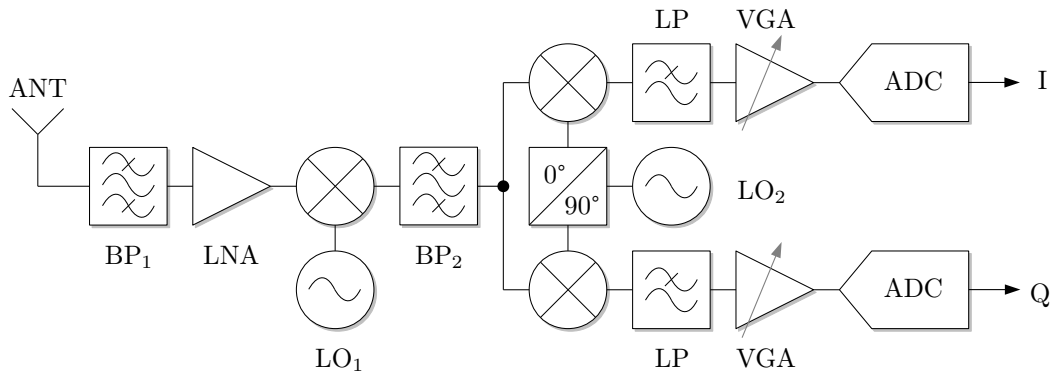 LP VGA
ANT
ADC I
0°
90°
LO₂
BP₁ LNA BP₂
ADC Q
LO₁ LP VGA